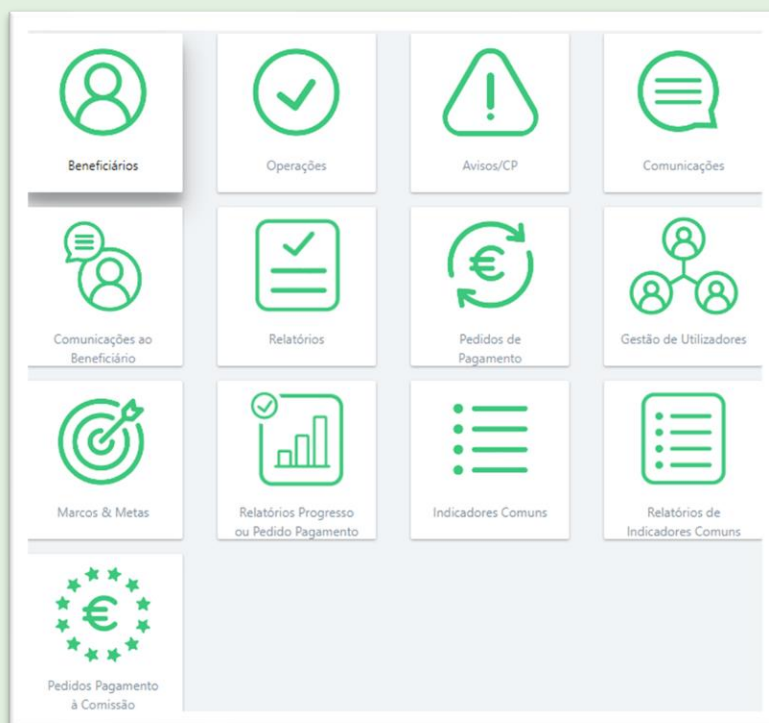 Beneficiários
Operações
Avisos/CP
Comunicações
Comunicações ao
Beneficiário
Relatórios
Pedidos de
Pagamento
Gestão de Utilizadores
Marcos & Metas
Relatórios Progresso
ou Pedido Pagamento
Indicadores Comuns
Relatórios de
Indicadores Comuns
Pedidos Pagamento
à Comissão